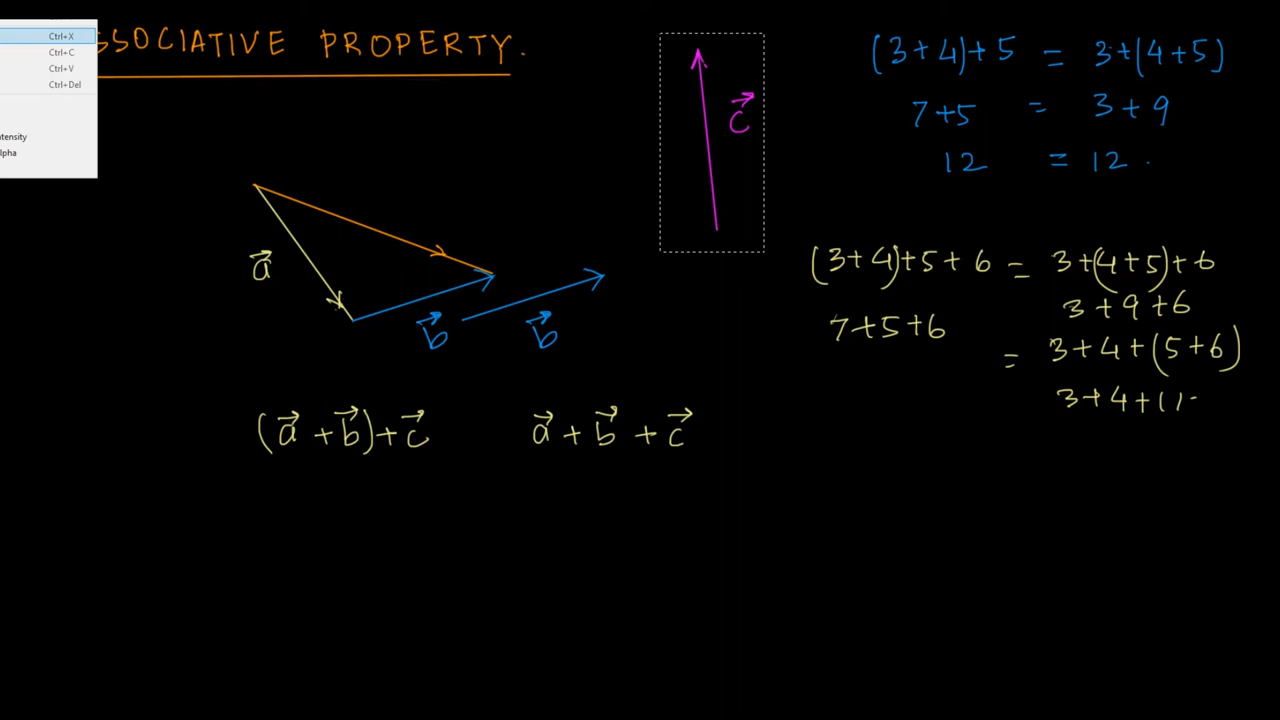 Ctrl+X
Ctrl+C
Ctrl+V
Ctrl+Del
ntensity
lpha
SSOCIATIVE PROPERTY.
c⃗
(3+4)+5 = 3+(4+5)
7+5 = 3+9
12 = 12.
a⃗
b⃗
b⃗
(3+4)+5+6 = 3+(4+5)+6
3+9+6
7+5+6
= 3+4+(5+6)
3+4+11.
(a⃗+b⃗)+c⃗
a⃗+b⃗+c⃗